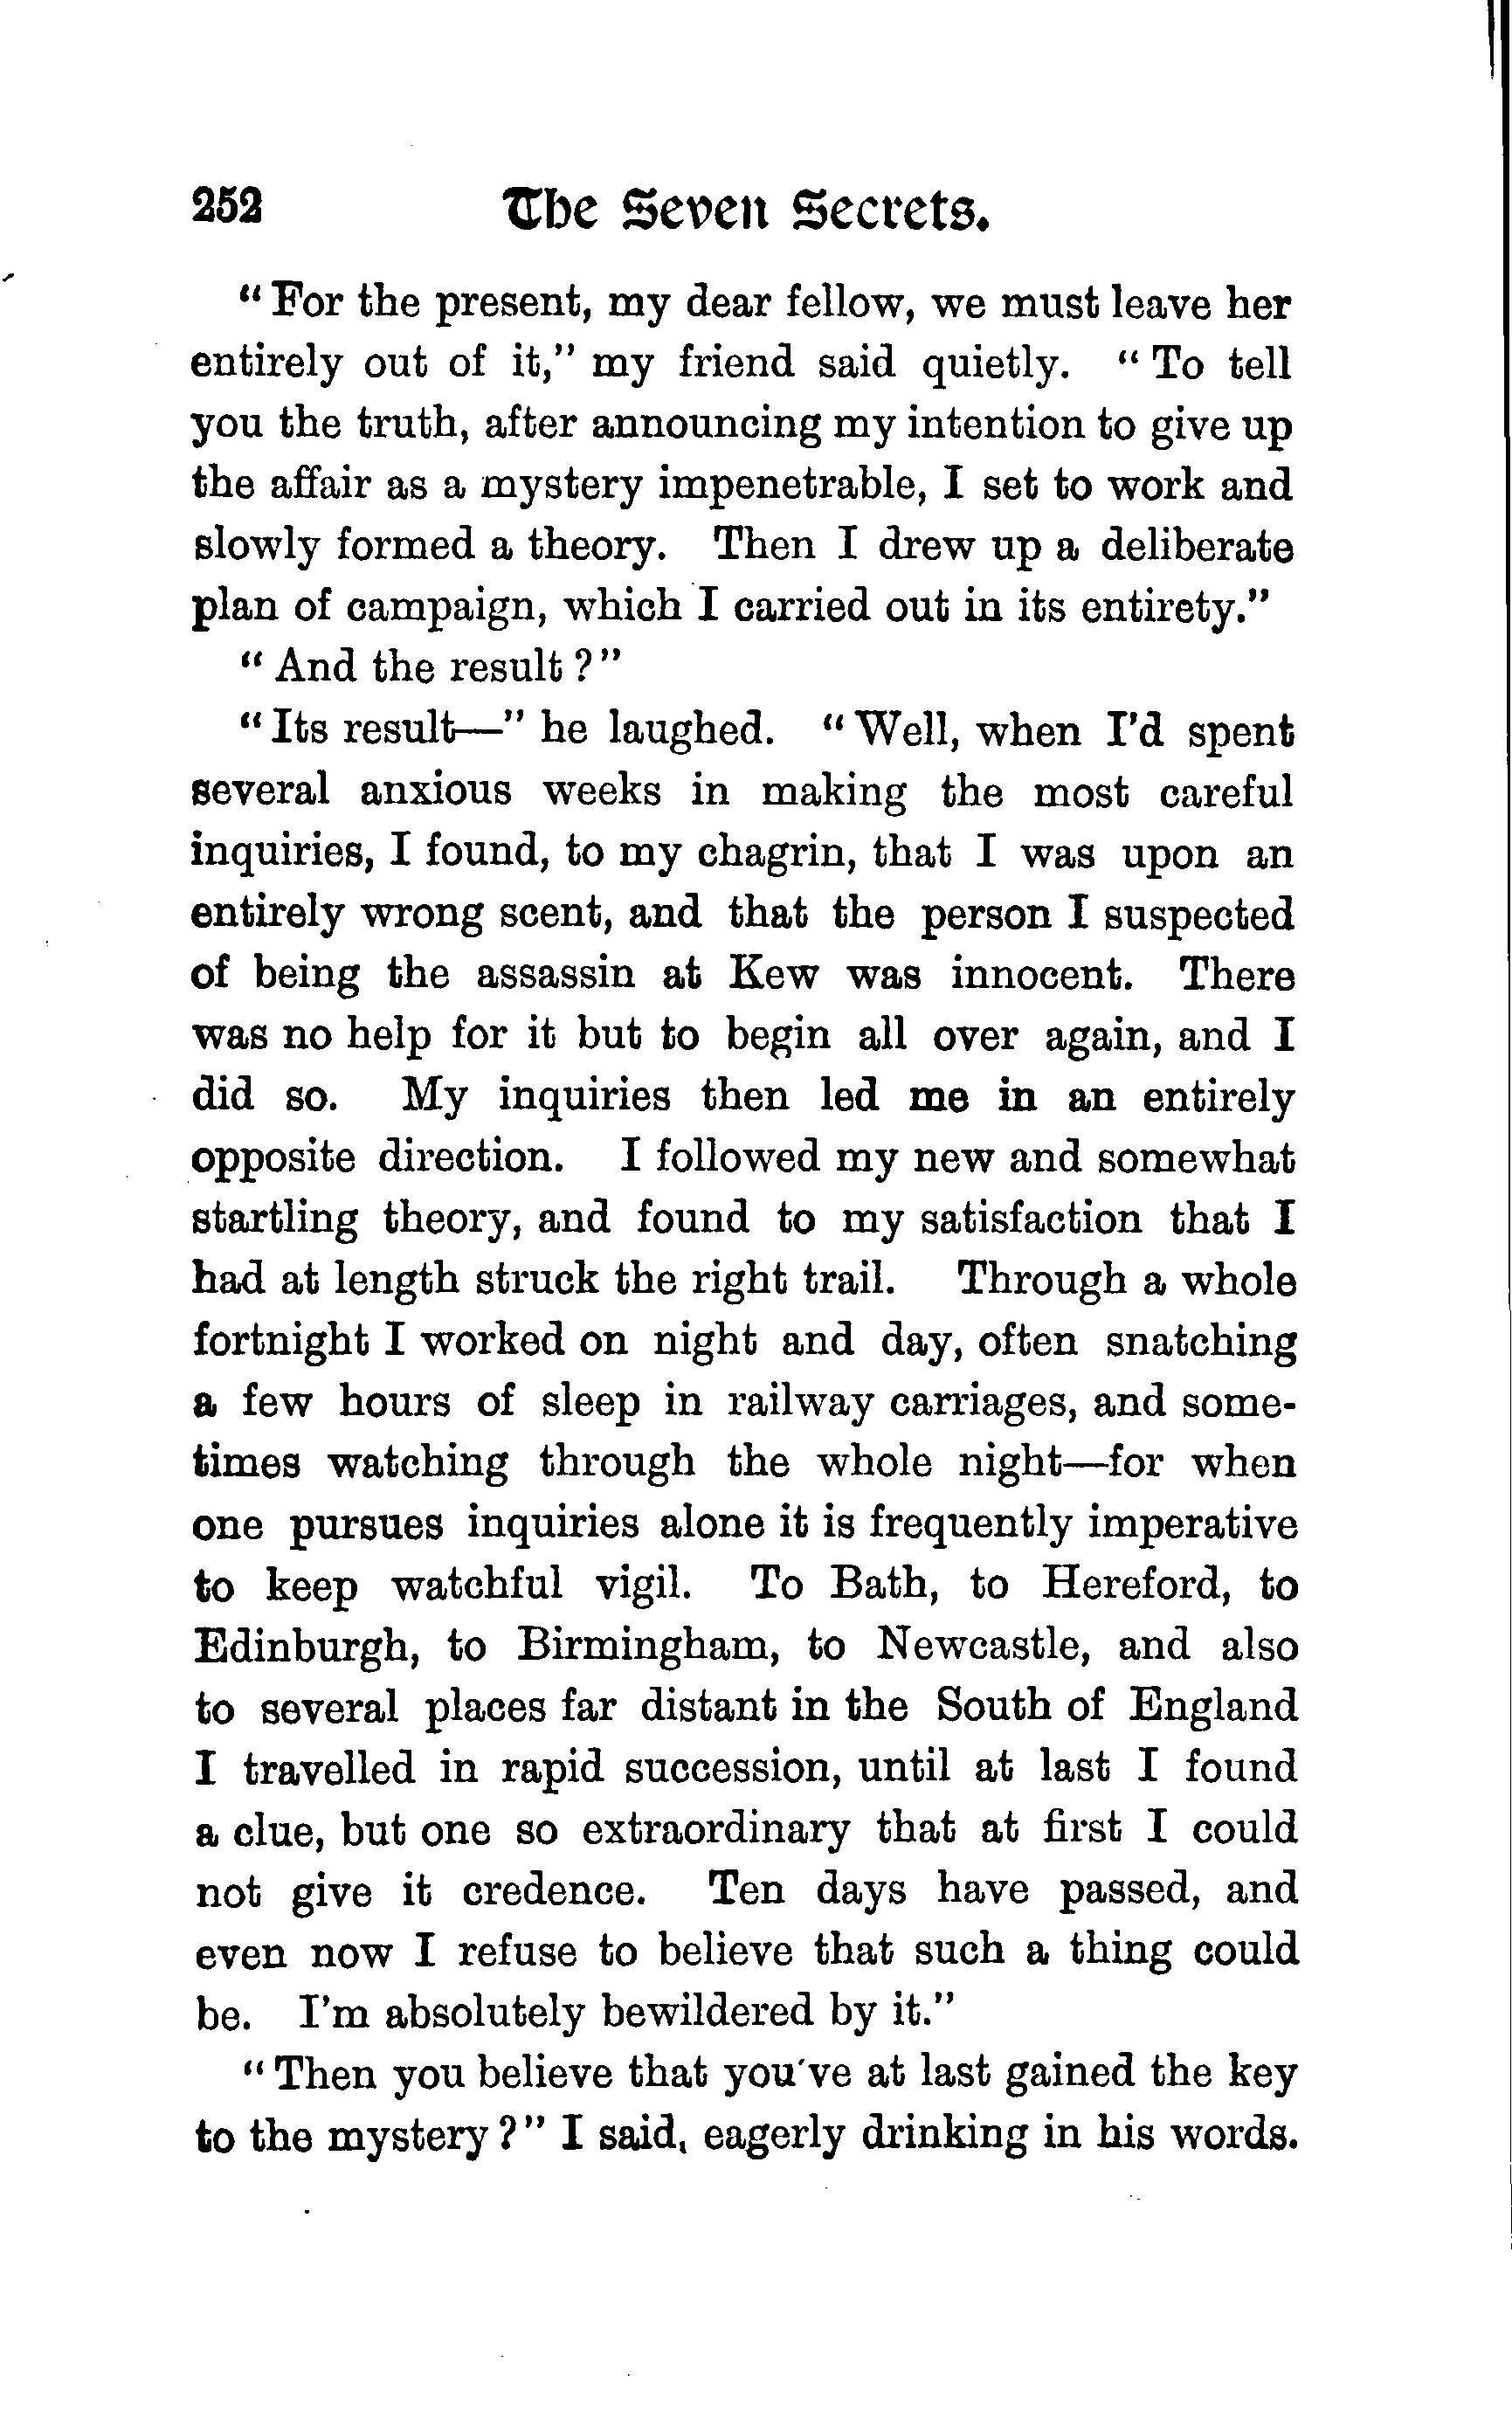 252 The Seven Secrets.
“For the present, my dear fellow, we must leave her
entirely out of it,” my friend said quietly. “To tell
you the truth, after announcing my intention to give up
the affair as a mystery impenetrable, I set to work and
slowly formed a theory. Then I drew up a deliberate
plan of campaign, which I carried out in its entirety.”
“And the result?”
“Its result—” he laughed. “Well, when I’d spent
several anxious weeks in making the most careful
inquiries, I found, to my chagrin, that I was upon an
entirely wrong scent, and that the person I suspected
of being the assassin at Kew was innocent. There
was no help for it but to begin all over again, and I
did so. My inquiries then led me in an entirely
opposite direction. I followed my new and somewhat
startling theory, and found to my satisfaction that I
had at length struck the right trail. Through a whole
fortnight I worked on night and day, often snatching
a few hours of sleep in railway carriages, and some-
times watching through the whole night—for when
one pursues inquiries alone it is frequently imperative
to keep watchful vigil. To Bath, to Hereford, to
Edinburgh, to Birmingham, to Newcastle, and also
to several places far distant in the South of England
I travelled in rapid succession, until at last I found
a clue, but one so extraordinary that at first I could
not give it credence. Ten days have passed, and
even now I refuse to believe that such a thing could
be. I’m absolutely bewildered by it.”
“Then you believe that you’ve at last gained the key
to the mystery?” I said, eagerly drinking in his words.